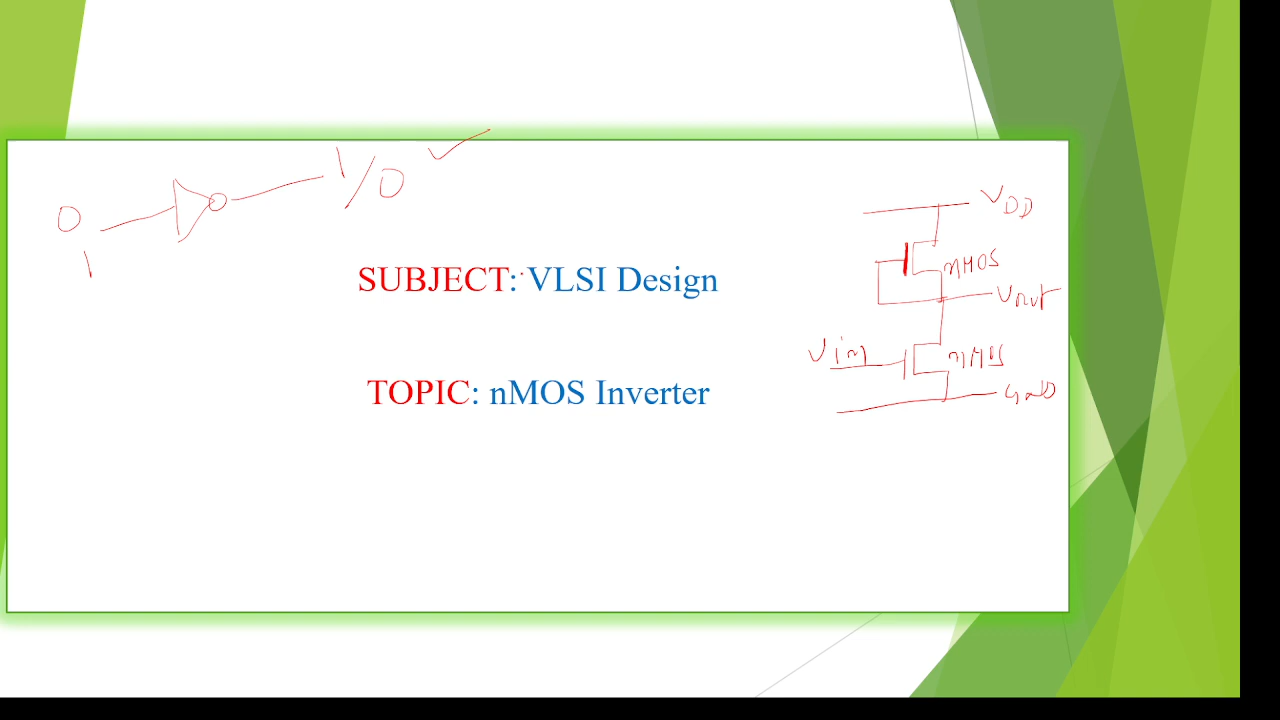 0
1
1/0
SUBJECT: VLSI Design
TOPIC: nMOS Inverter
VDD
nMOS
Vout
Vin
nMOS
GND